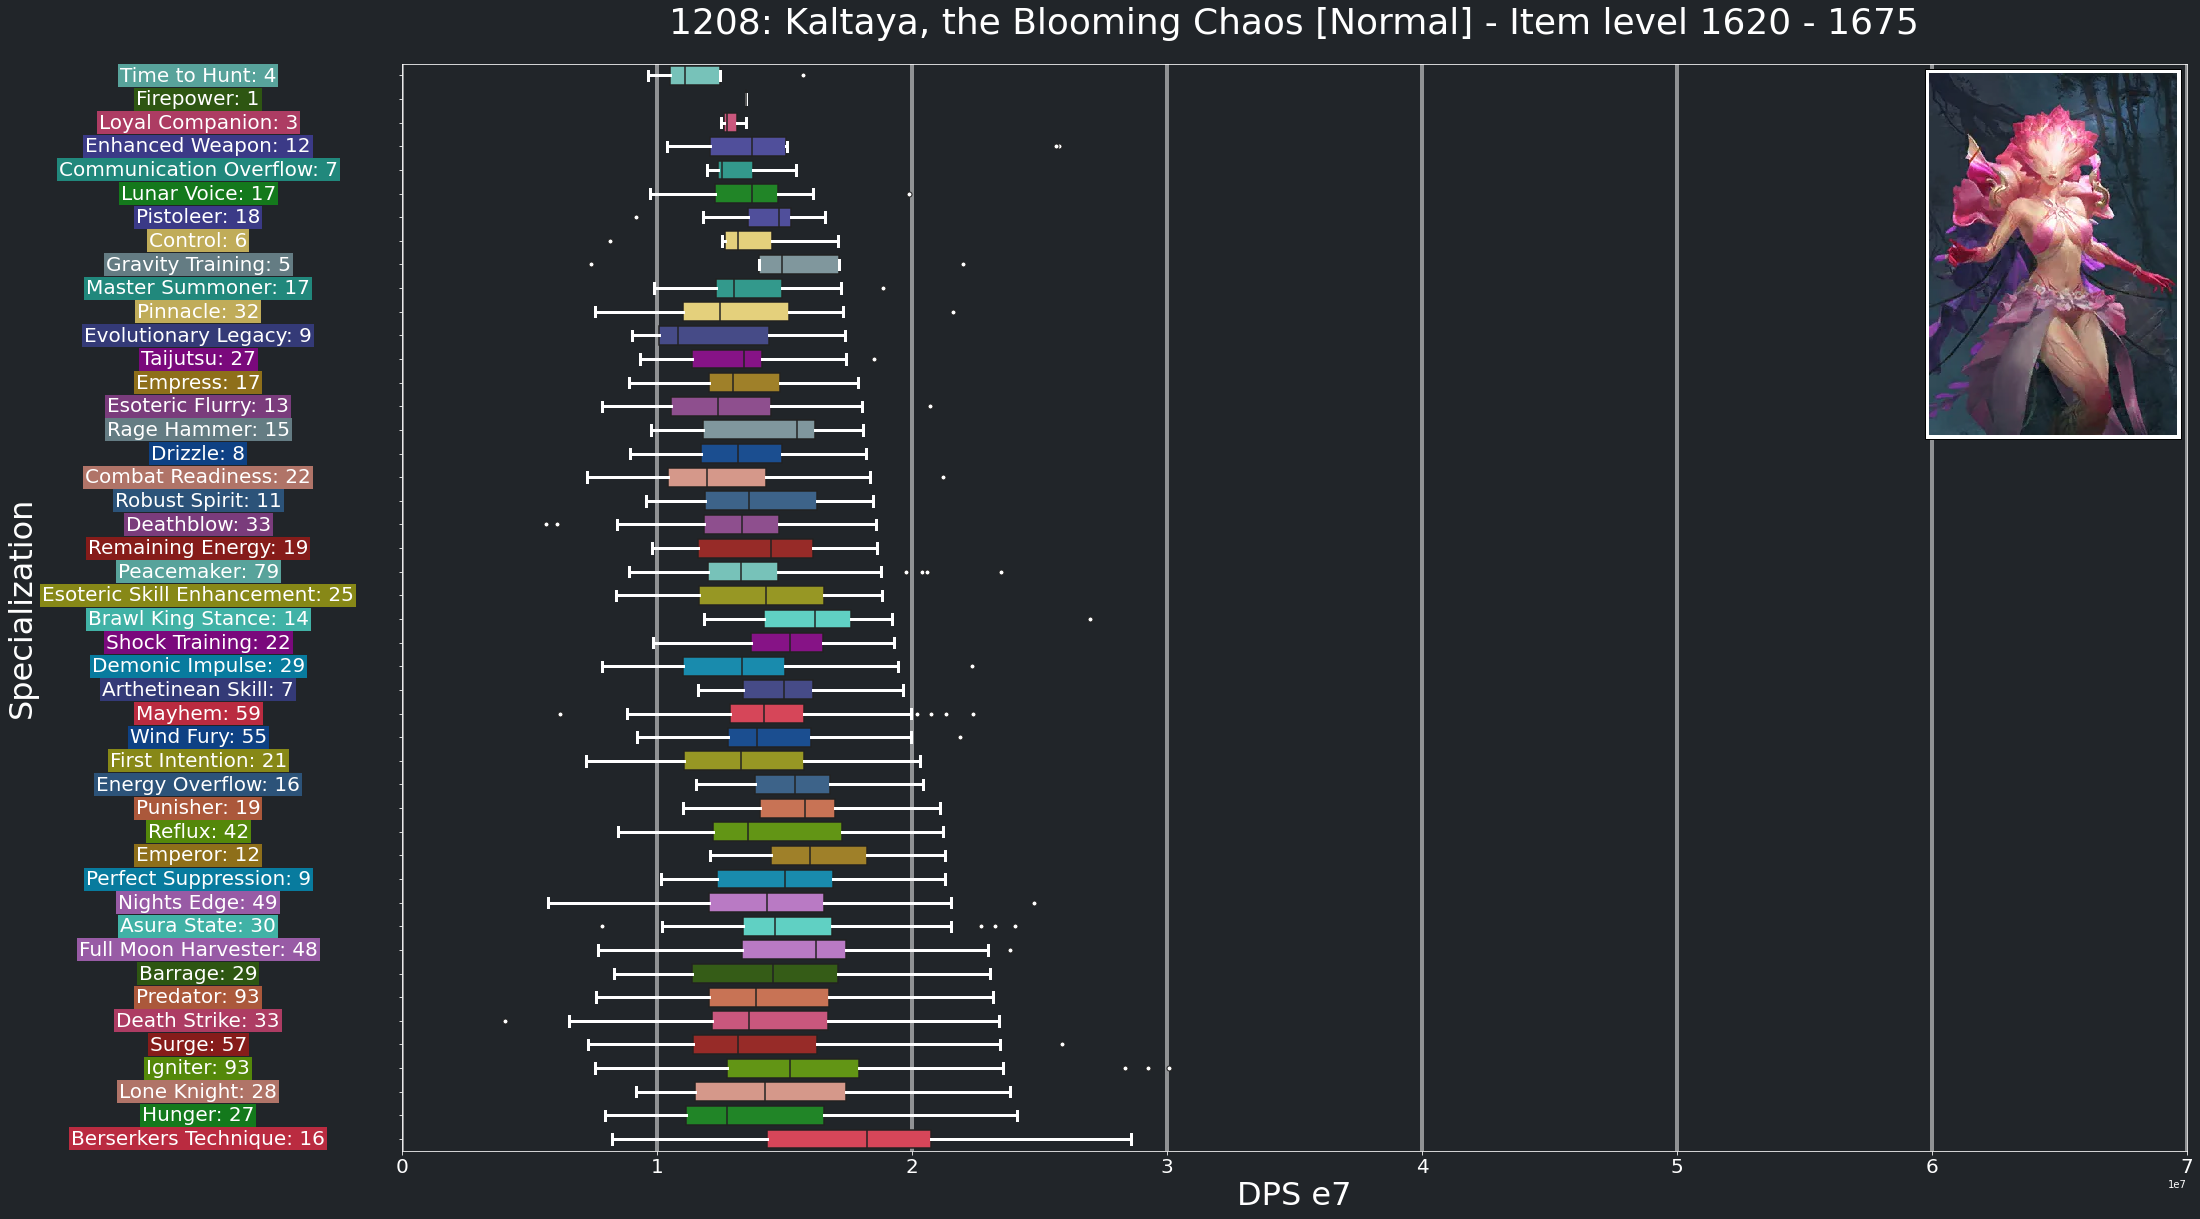 1208: Kaltaya, the Blooming Chaos [Normal] - Item level 1620 - 1675
Specialization
Time to Hunt: 4
Firepower: 1
Loyal Companion: 3
Enhanced Weapon: 12
Communication Overflow: 7
Lunar Voice: 17
Pistoleer: 18
Control: 6
Gravity Training: 5
Master Summoner: 17
Pinnacle: 32
Evolutionary Legacy: 9
Taijutsu: 27
Empress: 17
Esoteric Flurry: 13
Rage Hammer: 15
Drizzle: 8
Combat Readiness: 22
Robust Spirit: 11
Deathblow: 33
Remaining Energy: 19
Peacemaker: 79
Esoteric Skill Enhancement: 25
Brawl King Stance: 14
Shock Training: 22
Demonic Impulse: 29
Arthetinean Skill: 7
Mayhem: 59
Wind Fury: 55
First Intention: 21
Energy Overflow: 16
Punisher: 19
Reflux: 42
Emperor: 12
Perfect Suppression: 9
Nights Edge: 49
Asura State: 30
Full Moon Harvester: 48
Barrage: 29
Predator: 93
Death Strike: 33
Surge: 57
Igniter: 93
Lone Knight: 28
Hunger: 27
Berserkers Technique: 16
0 1 2 3 4 5 6 7
1e7
DPS e7